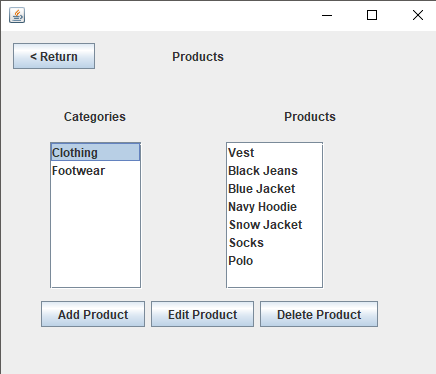 < Return
Products
Categories
Products
Clothing
Footwear
Vest
Black Jeans
Blue Jacket
Navy Hoodie
Snow Jacket
Socks
Polo
Add Product
Edit Product
Delete Product